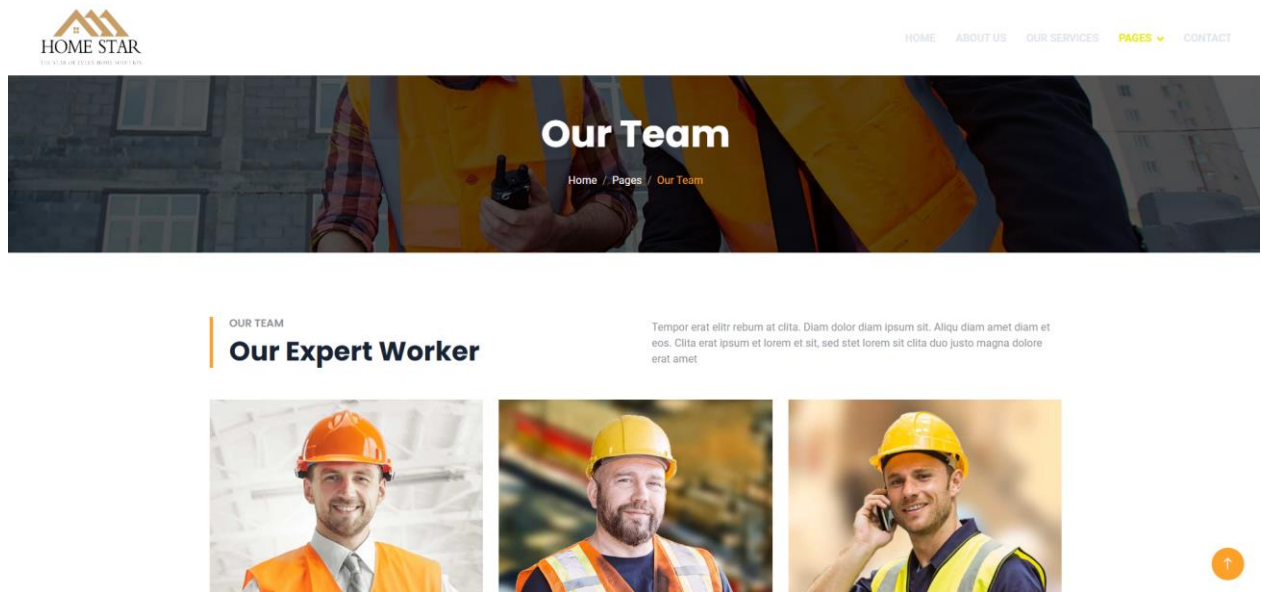 HOME STAR
HOME ABOUT US OUR SERVICES PAGES CONTACT
Our Team
Home / Pages / Our Team
OUR TEAM
Our Expert Worker
Tempor erat elitr rebum at clita. Diam dolor diam ipsum sit. Aliqu diam amet diam et
eos. Clita erat ipsum et lorem et sit, sed stet lorem sit clita duo justo magna dolore
erat amet